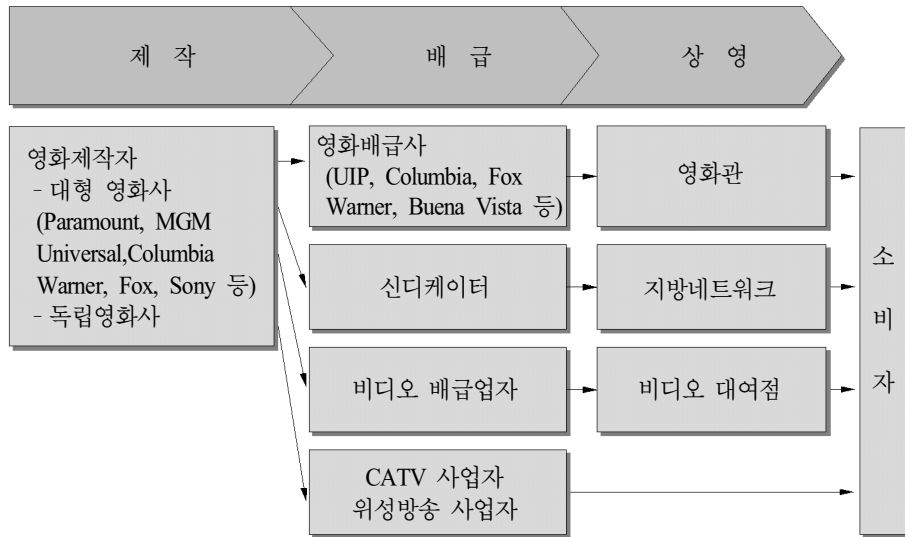 제 작
배 급
상 영
영화제작자
- 대형 영화사
(Paramount, MGM
Universal,Columbia
Warner, Fox, Sony 등)
- 독립영화사
영화배급사
(UIP, Columbia, Fox
Warner, Buena Vista 등)
영화관
신디케이터
지방네트워크
비디오 배급업자
비디오 대여점
CATV 사업자
위성방송 사업자
소
비
자